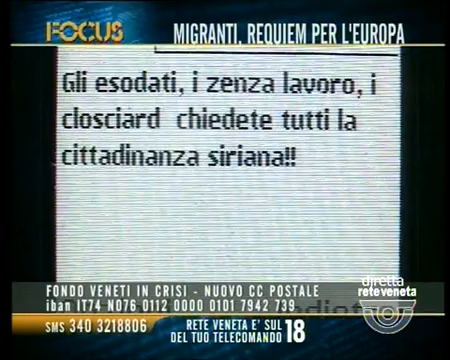 FOCUS
MIGRANTI, REQUIEM PER L'EUROPA
Gli esodati, i zenza lavoro, i
closciard chiedete tutti la
cittadinanza siriana!!
FONDO VENETI IN CRISI - NUOVO CC POSTALE
iban IT74 N076 0112 0000 0101 7942 739
diretta
reteveneta
SMS 340 3218806
RETE VENETA E' SUL
DEL TUO TELECOMANDO 18